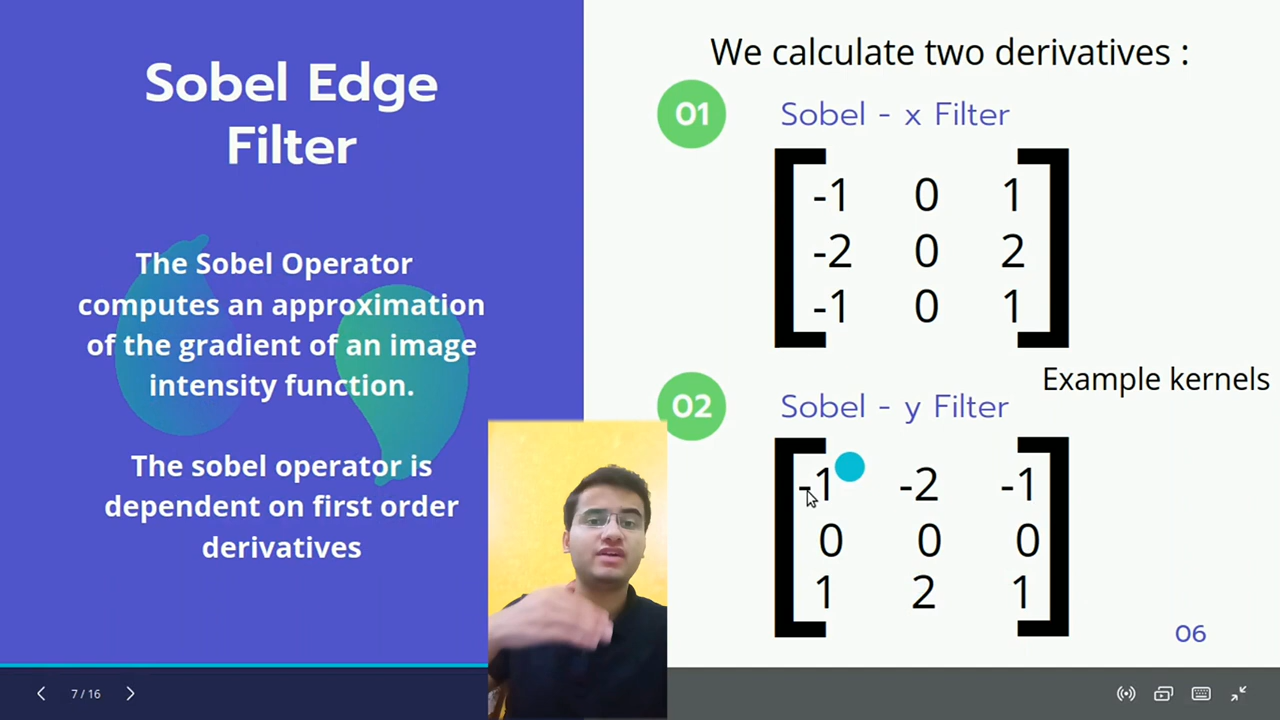 Sobel Edge
Filter
The Sobel Operator
computes an approximation
of the gradient of an image
intensity function.
The sobel operator is
dependent on first order
derivatives
We calculate two derivatives :
01
Sobel - x Filter
-1 0 1
-2 0 2
-1 0 1
Example kernels
02
Sobel - y Filter
-1 -2 -1
0 0 0
1 2 1
06
7 / 16